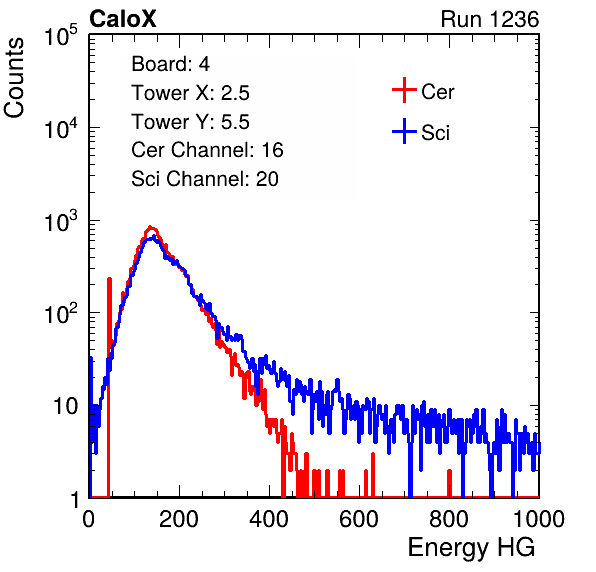 CaloX Run 1236
Counts
10^5
10^4
10^3
10^2
10
1
Board: 4
Tower X: 2.5
Tower Y: 5.5
Cer Channel: 16
Sci Channel: 20
Cer
Sci
0 200 400 600 800 1000
Energy HG